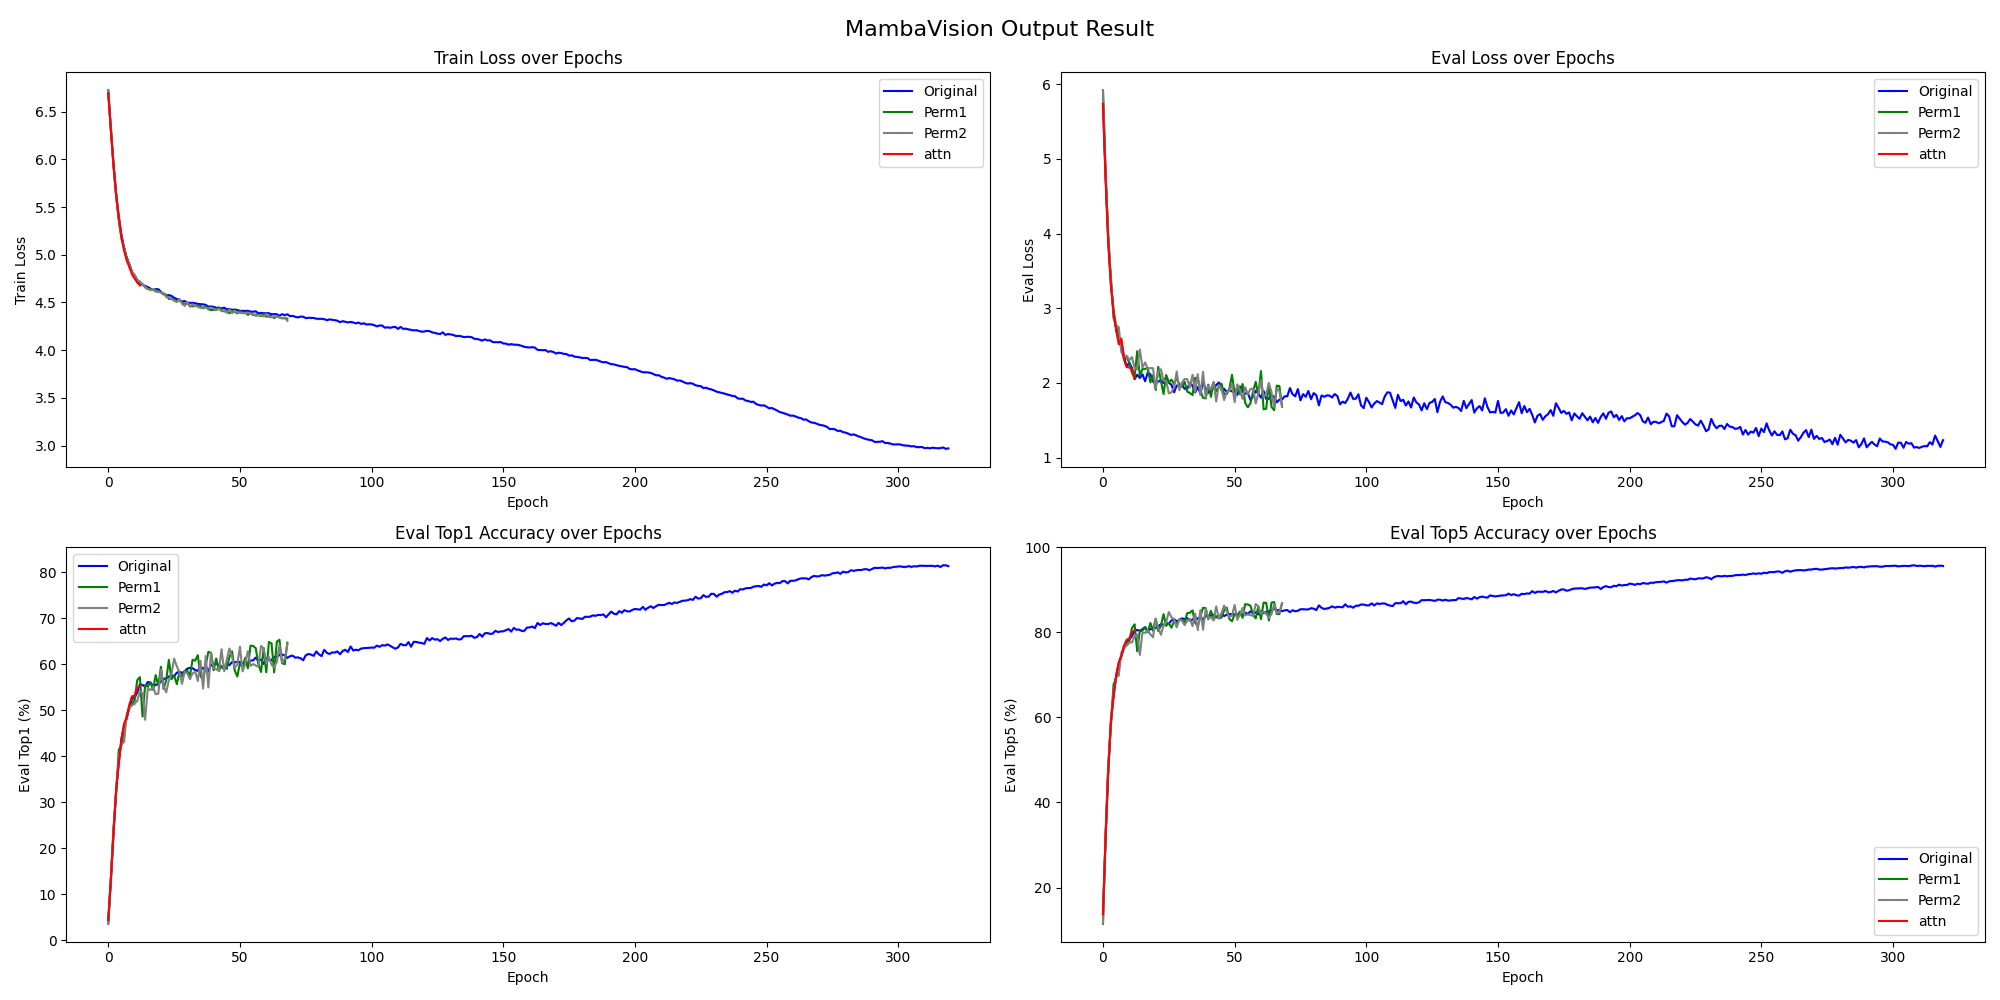 MambaVision Output Result
Train Loss over Epochs
Train Loss
6.5
6.0
5.5
5.0
4.5
4.0
3.5
3.0
0 50 100 150 200 250 300
Epoch
Original
Perm1
Perm2
attn
Eval Loss over Epochs
Eval Loss
6
5
4
3
2
1
0 50 100 150 200 250 300
Epoch
Original
Perm1
Perm2
attn
Eval Top1 Accuracy over Epochs
Eval Top1 (%)
80
70
60
50
40
30
20
10
0
0 50 100 150 200 250 300
Epoch
Original
Perm1
Perm2
attn
Eval Top5 Accuracy over Epochs
Eval Top5 (%)
100
80
60
40
20
0 50 100 150 200 250 300
Epoch
Original
Perm1
Perm2
attn